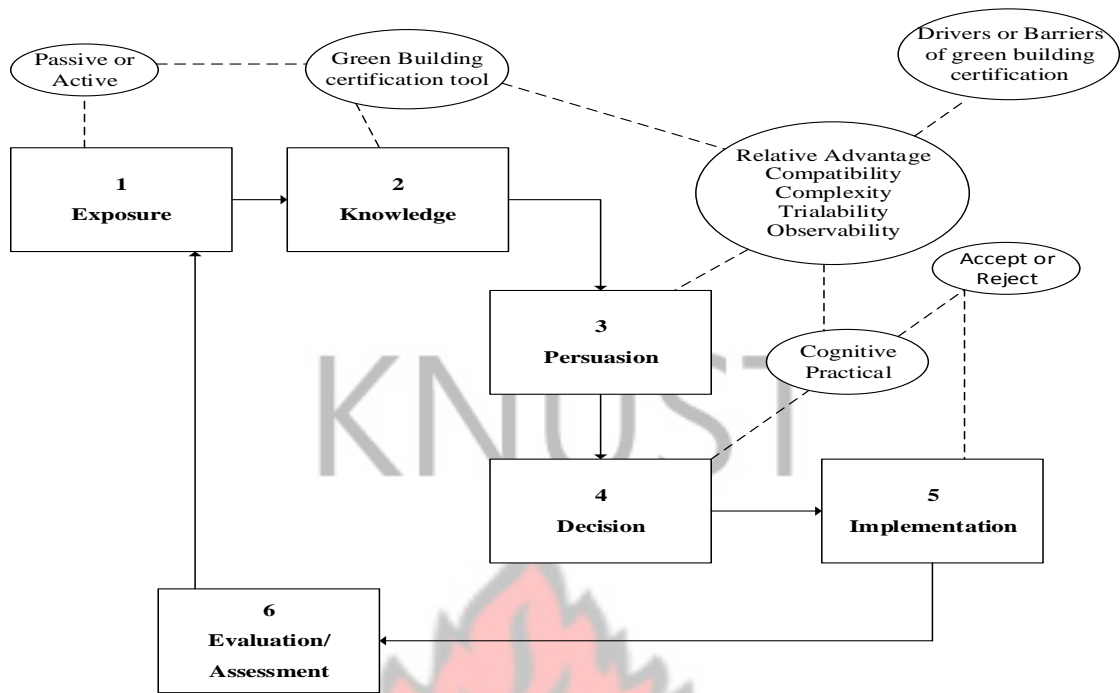 Passive or
Active
Green Building
certification tool
Drivers or Barriers
of green building
certification
1
Exposure
2
Knowledge
Relative Advantage
Compatibility
Complexity
Trialability
Observability
Accept or
Reject
3
Persuasion
Cognitive
Practical
KNUST
4
Decision
5
Implementation
6
Evaluation/
Assessment